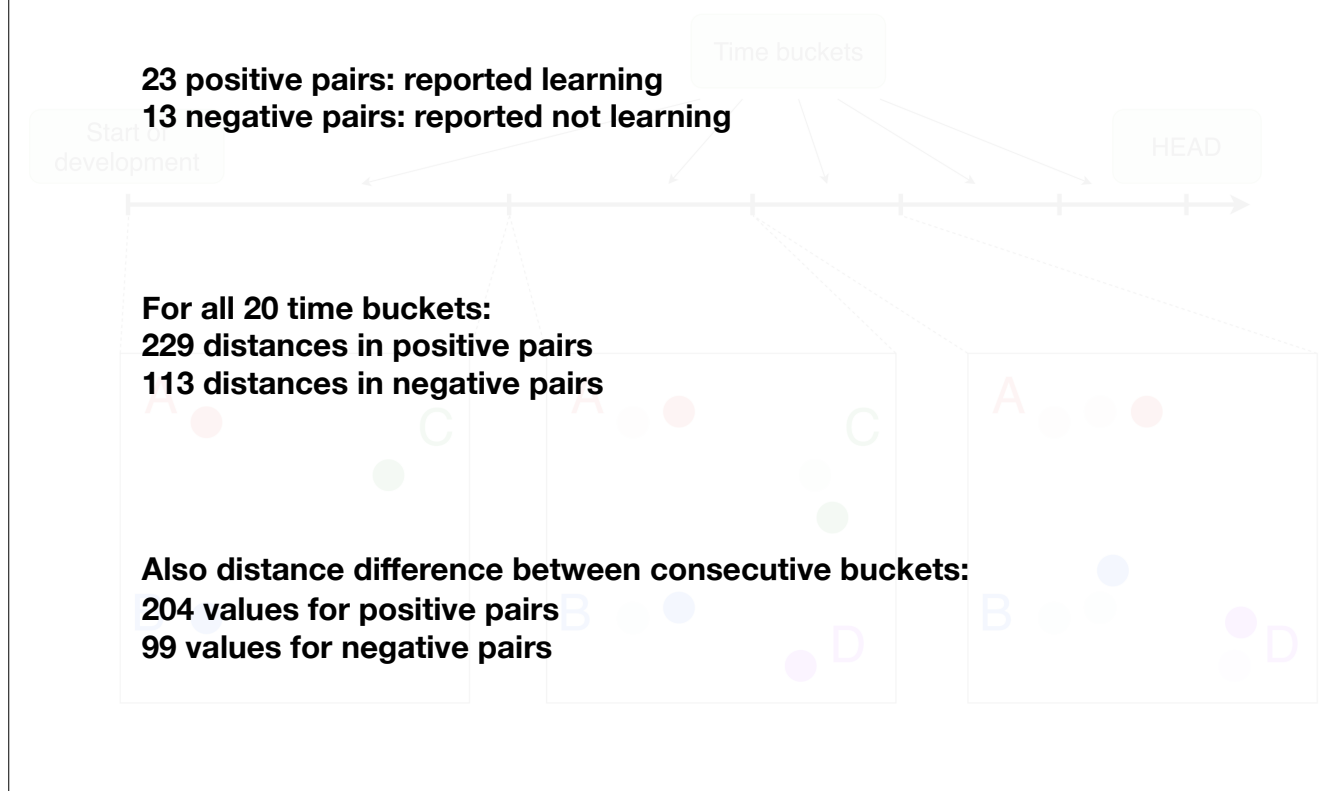 Time buckets
23 positive pairs: reported learning
13 negative pairs: reported not learning
Start of
development
HEAD
For all 20 time buckets:
229 distances in positive pairs
113 distances in negative pairs
A
C
A
C
A
Also distance difference between consecutive buckets:
204 values for positive pairs
99 values for negative pairs
B
B
D
B
D